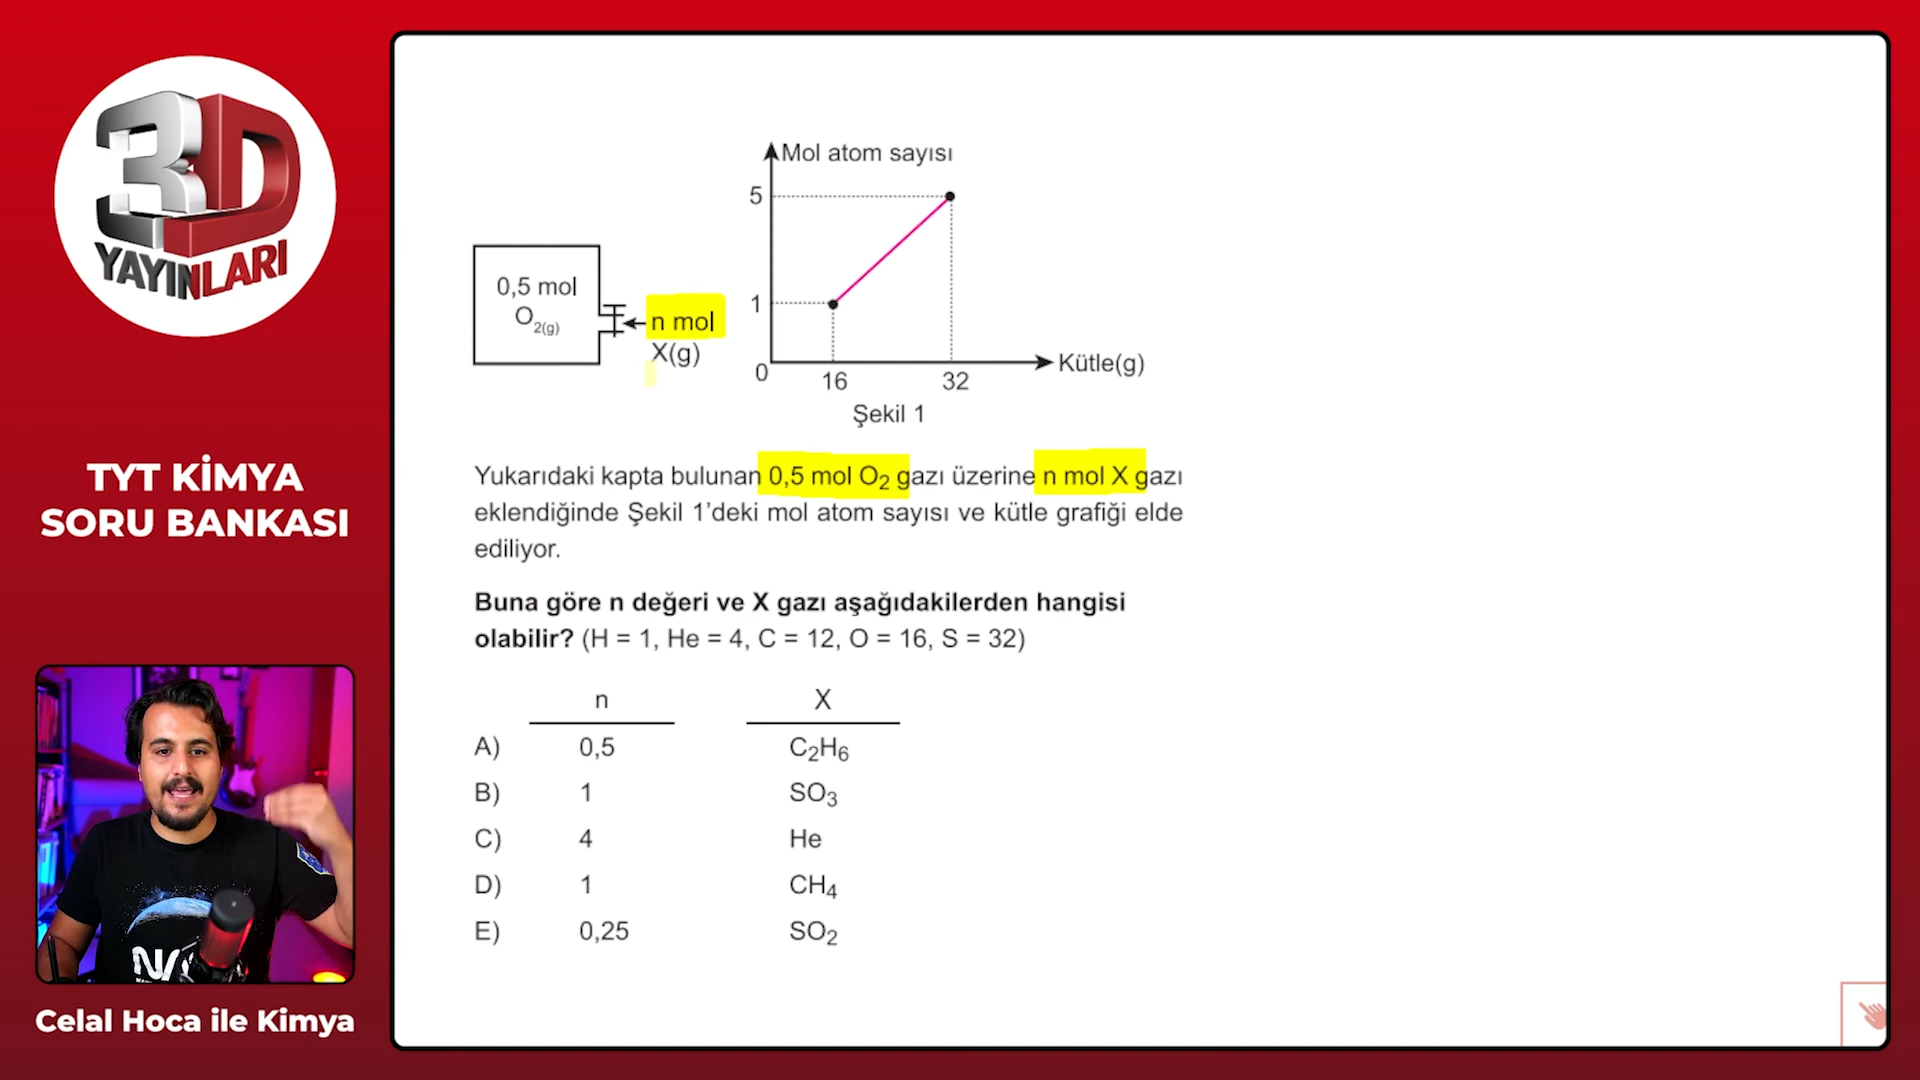 3D
YAYINLARI
TYT KİMYA
SORU BANKASI
Celal Hoca ile Kimya
Mol atom sayısı
5
1
0
16
32
Kütle(g)
Şekil 1
0,5 mol
O2(g)
n mol
X(g)
Yukarıdaki kapta bulunan 0,5 mol O₂ gazı üzerine n mol X gazı
eklendiğinde Şekil 1’deki mol atom sayısı ve kütle grafiği elde
ediliyor.
Buna göre n değeri ve X gazı aşağıdakilerden hangisi
olabilir? (H = 1, He = 4, C = 12, O = 16, S = 32)
n X
A) 0,5 C₂H₆
B) 1 SO₃
C) 4 He
D) 1 CH₄
E) 0,25 SO₂